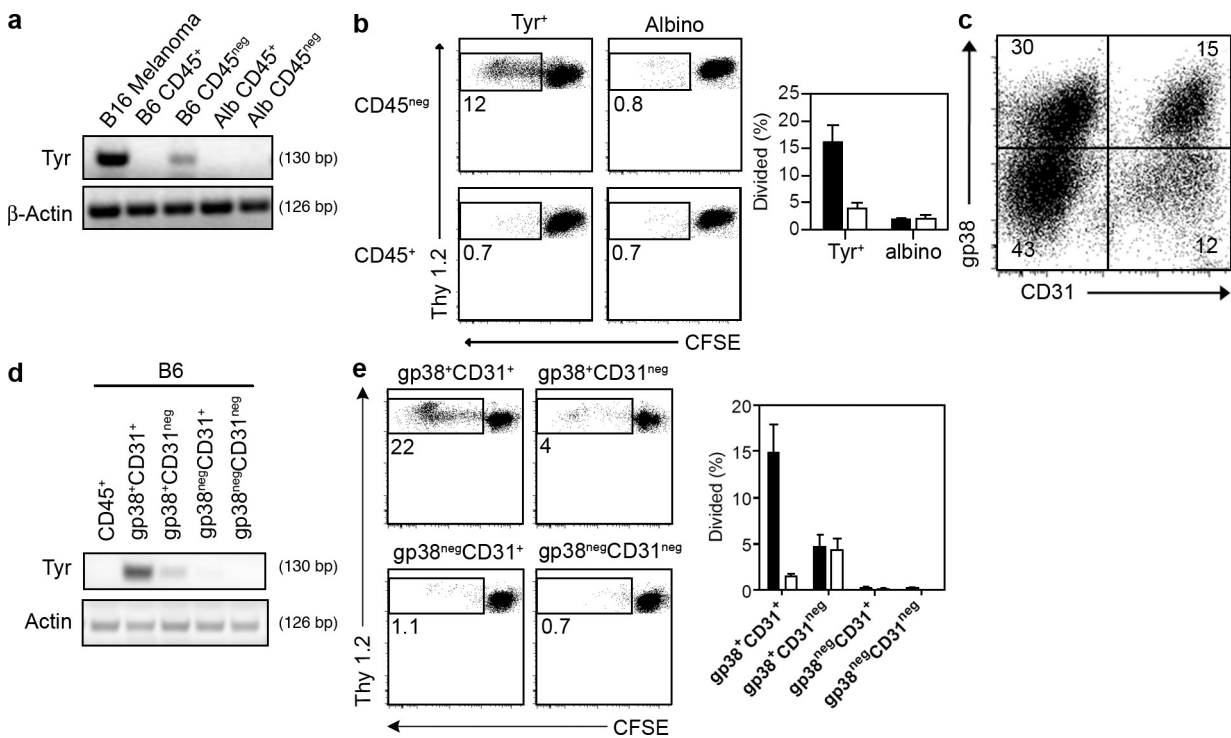 a
B16 Melanoma
B6 CD45+
B6 CD45neg
Alb CD45+
Alb CD45neg
Tyr
(130 bp)
β-Actin
(126 bp)
b
Tyr+
Albino
CD45neg
12
0.8
CD45+
0.7
0.7
Thy 1.2
CFSE
Divided (%)
25
20
15
10
5
0
Tyr+
albino
c
30
15
43
12
gp38
CD31
d
B6
CD45+
gp38+CD31+
gp38+CD31neg
gp38negCD31+
gp38negCD31neg
Tyr
(130 bp)
Actin
(126 bp)
e
gp38+CD31+
gp38+CD31neg
22
4
gp38negCD31+
gp38negCD31neg
1.1
0.7
Thy 1.2
CFSE
Divided (%)
20
15
10
5
0
gp38+CD31+
gp38+CD31neg
gp38negCD31+
gp38negCD31neg